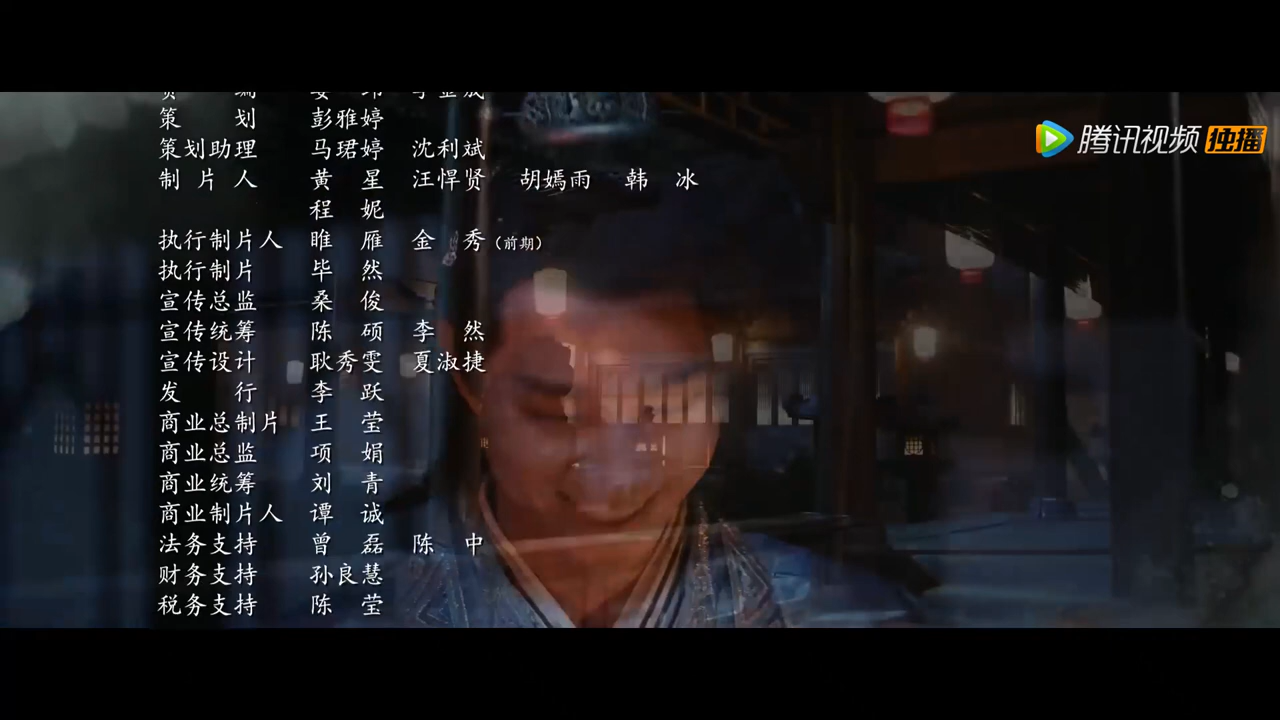 策划 彭雅婷
策划助理 马珺婷 沈利斌
制片人 黄星 汪悍贤 胡嫣雨 韩冰
程妮
执行制片人 睢雁 金秀(前期)
执行制片 毕然
宣传总监 桑俊
宣传统筹 陈硕 李然
宣传设计 耿秀雯 夏淑捷
发行 李跃
商业总制片 王莹
商业总监 项娟
商业统筹 刘青
商业制片人 谭诚
法务支持 曾磊 陈中
财务支持 孙良慧
税务支持 陈莹
腾讯视频 独播